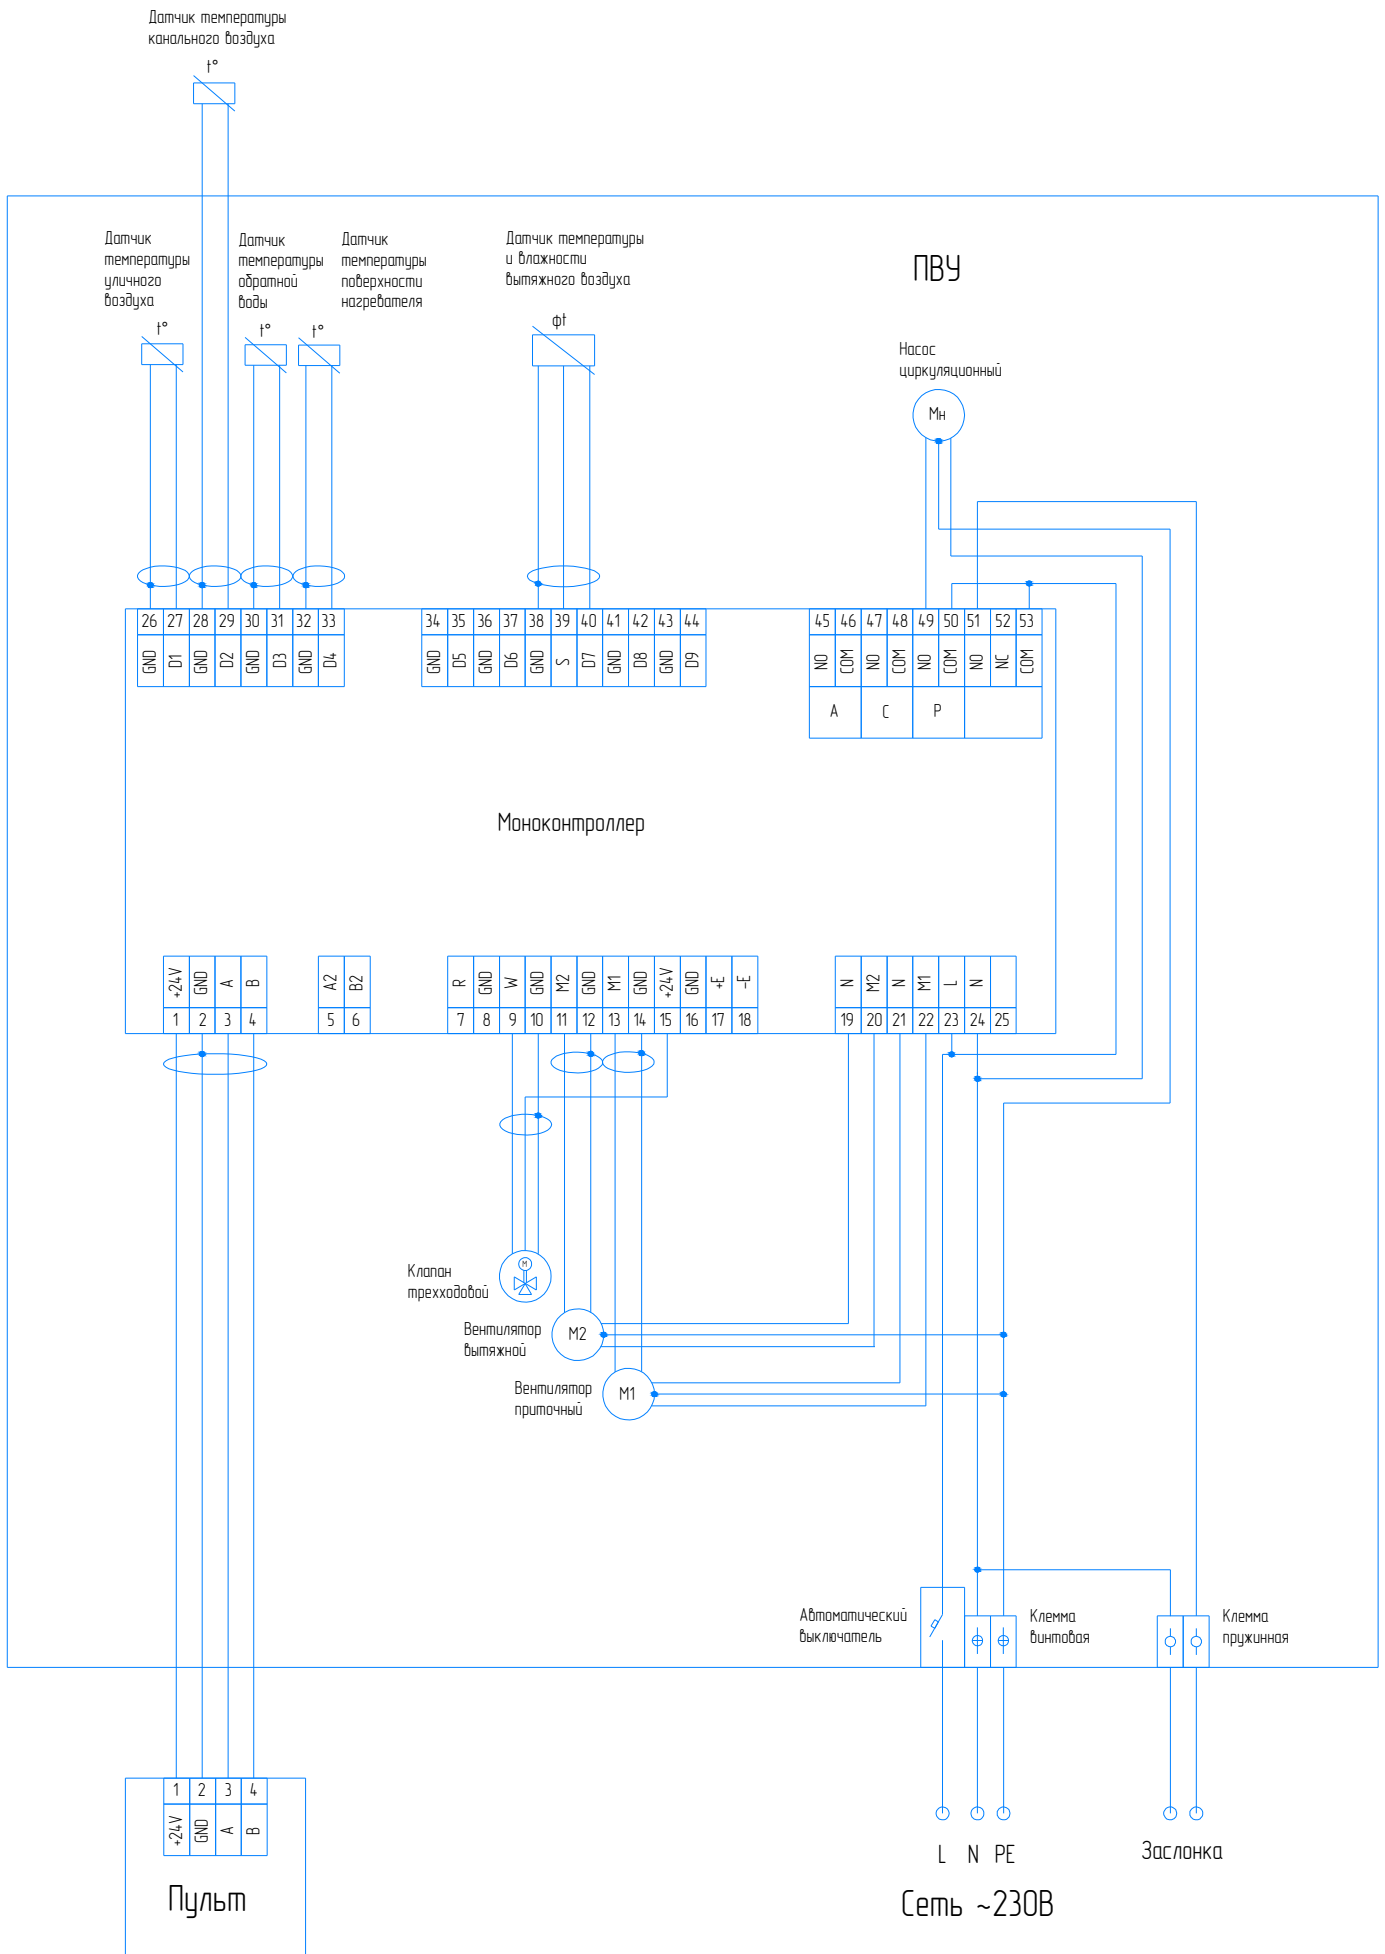 Датчик температуры
канального воздуха
t°
Датчик
температуры
уличного
воздуха
t°
Датчик
температуры
обратной
воды
t°
Датчик
температуры
поверхности
нагревателя
t°
Датчик температуры
и влажности
вытяжного воздуха
φt
ПВУ
Насос
циркуляционный
Мн
26 27 28 29 30 31 32 33
GND D1 GND D2 GND D3 GND D4
34 35 36 37 38 39 40 41 42 43 44
GND D5 GND D6 GND S D7 GND D8 GND D9
45 46 47 48 49 50 51 52 53
NO COM NO COM NO COM NO NC COM
A C P
Моноконтроллер
+24V GND A B
1 2 3 4
A2 B2
5 6
R GND W GND M2 GND M1 GND +24V GND +E -E
7 8 9 10 11 12 13 14 15 16 17 18
N M2 N M1 L N
19 20 21 22 23 24 25
M
Клапан
трехходовой
Вентилятор
вытяжной
M2
Вентилятор
приточный
M1
Автоматический
выключатель
Клемма
винтовая
Клемма
пружинная
1 2 3 4
+24V GND A B
Пульт
L N PE
Сеть ~230В
Заслонка